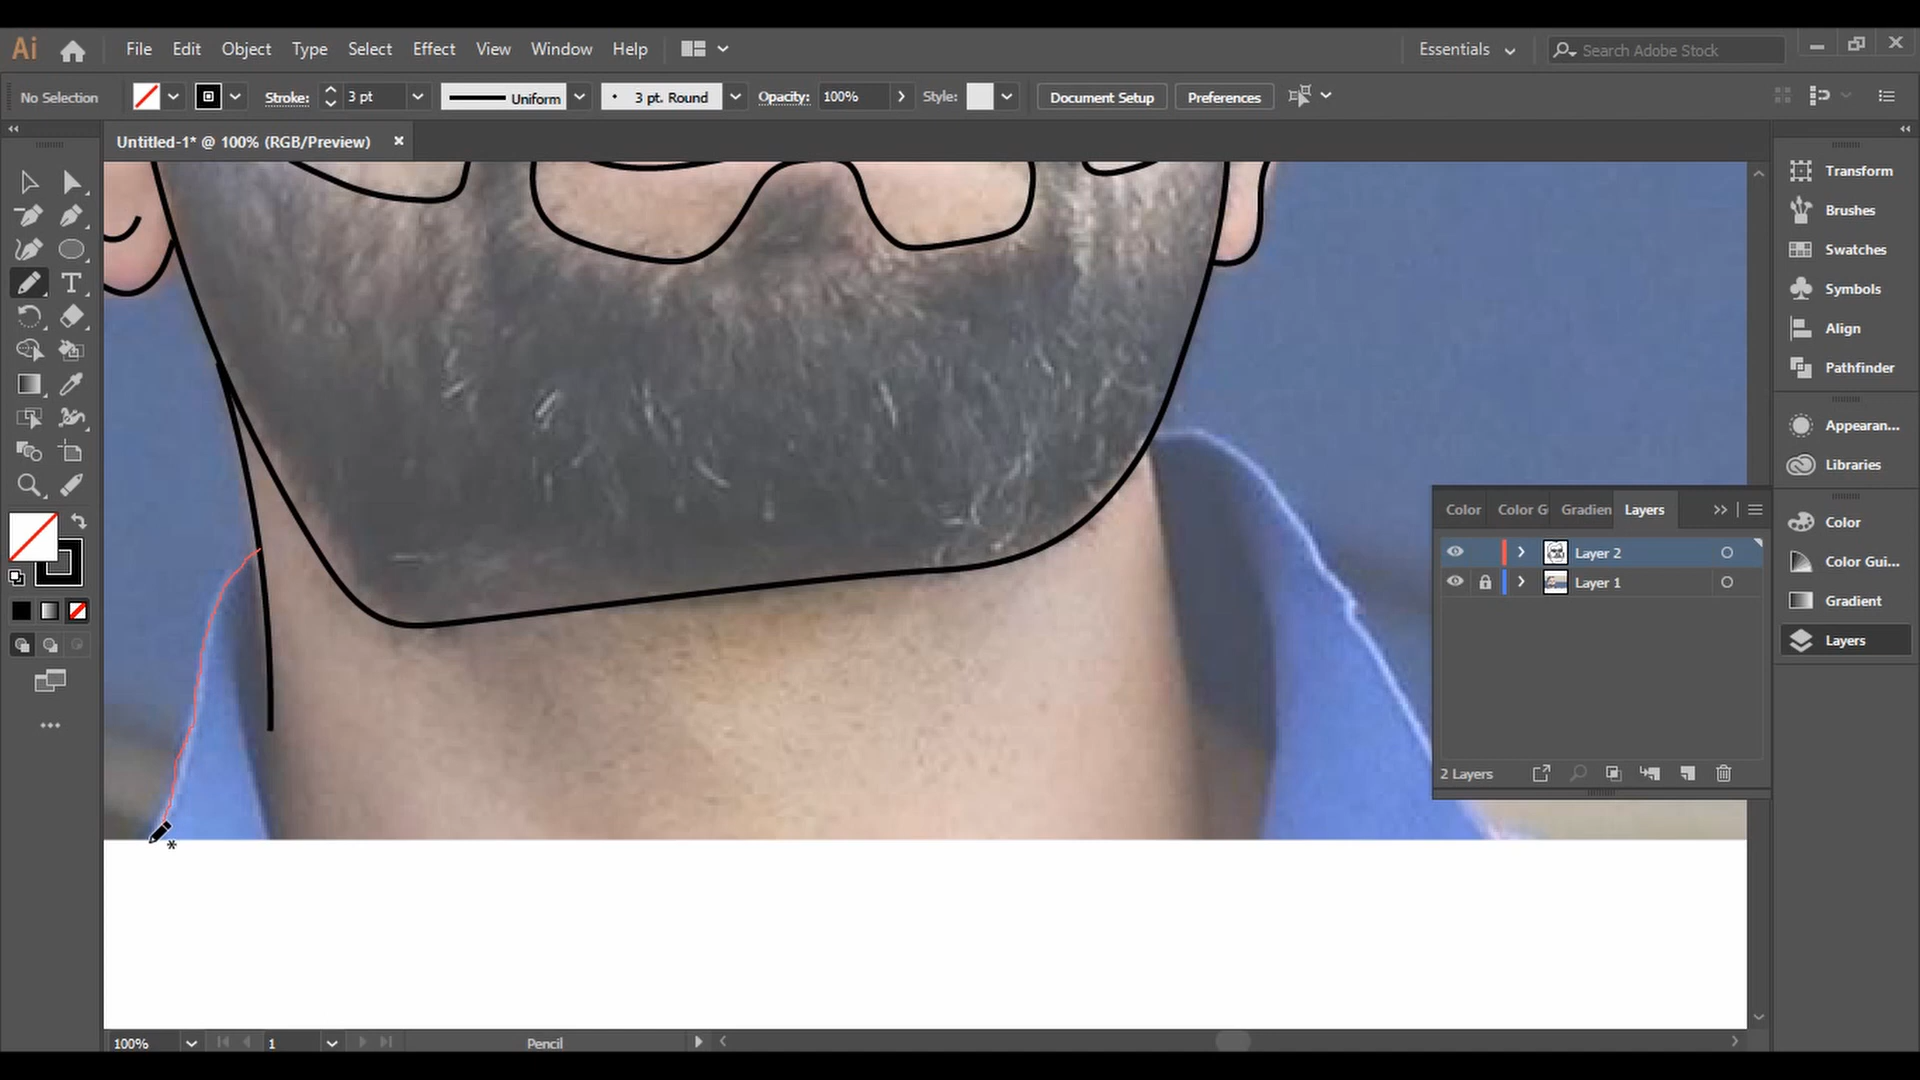 Ai File Edit Object Type Select Effect View Window Help Essentials Search Adobe Stock
No Selection Stroke: 3 pt Uniform 3 pt. Round Opacity: 100% Style: Document Setup Preferences
Untitled-1* @ 100% (RGB/Preview)
Transform
Brushes
Swatches
Symbols
Align
Pathfinder
Appearan...
Libraries
Color
Color Gui...
Gradient
Layers
Color Color G Gradien Layers
Layer 2
Layer 1
2 Layers
100% 1 Pencil